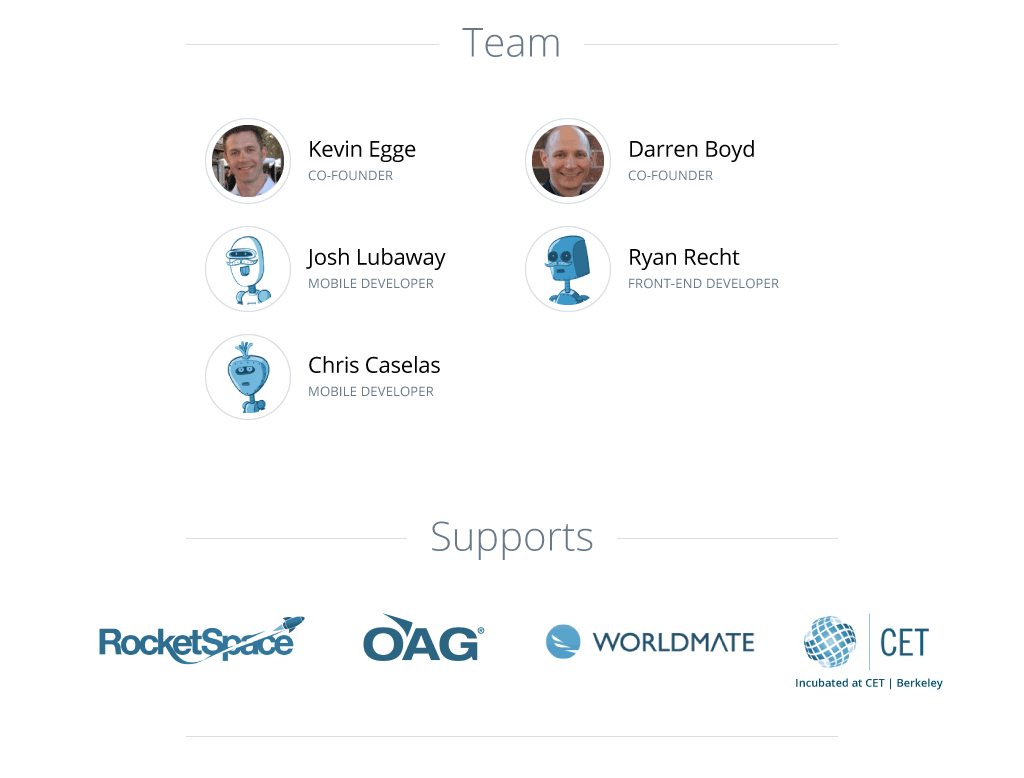 Team
Kevin Egge
CO-FOUNDER
Darren Boyd
CO-FOUNDER
Josh Lubaway
MOBILE DEVELOPER
Ryan Recht
FRONT-END DEVELOPER
Chris Caselas
MOBILE DEVELOPER
Supports
RocketSpace
OAG®
WORLDMATE
CET
Incubated at CET | Berkeley